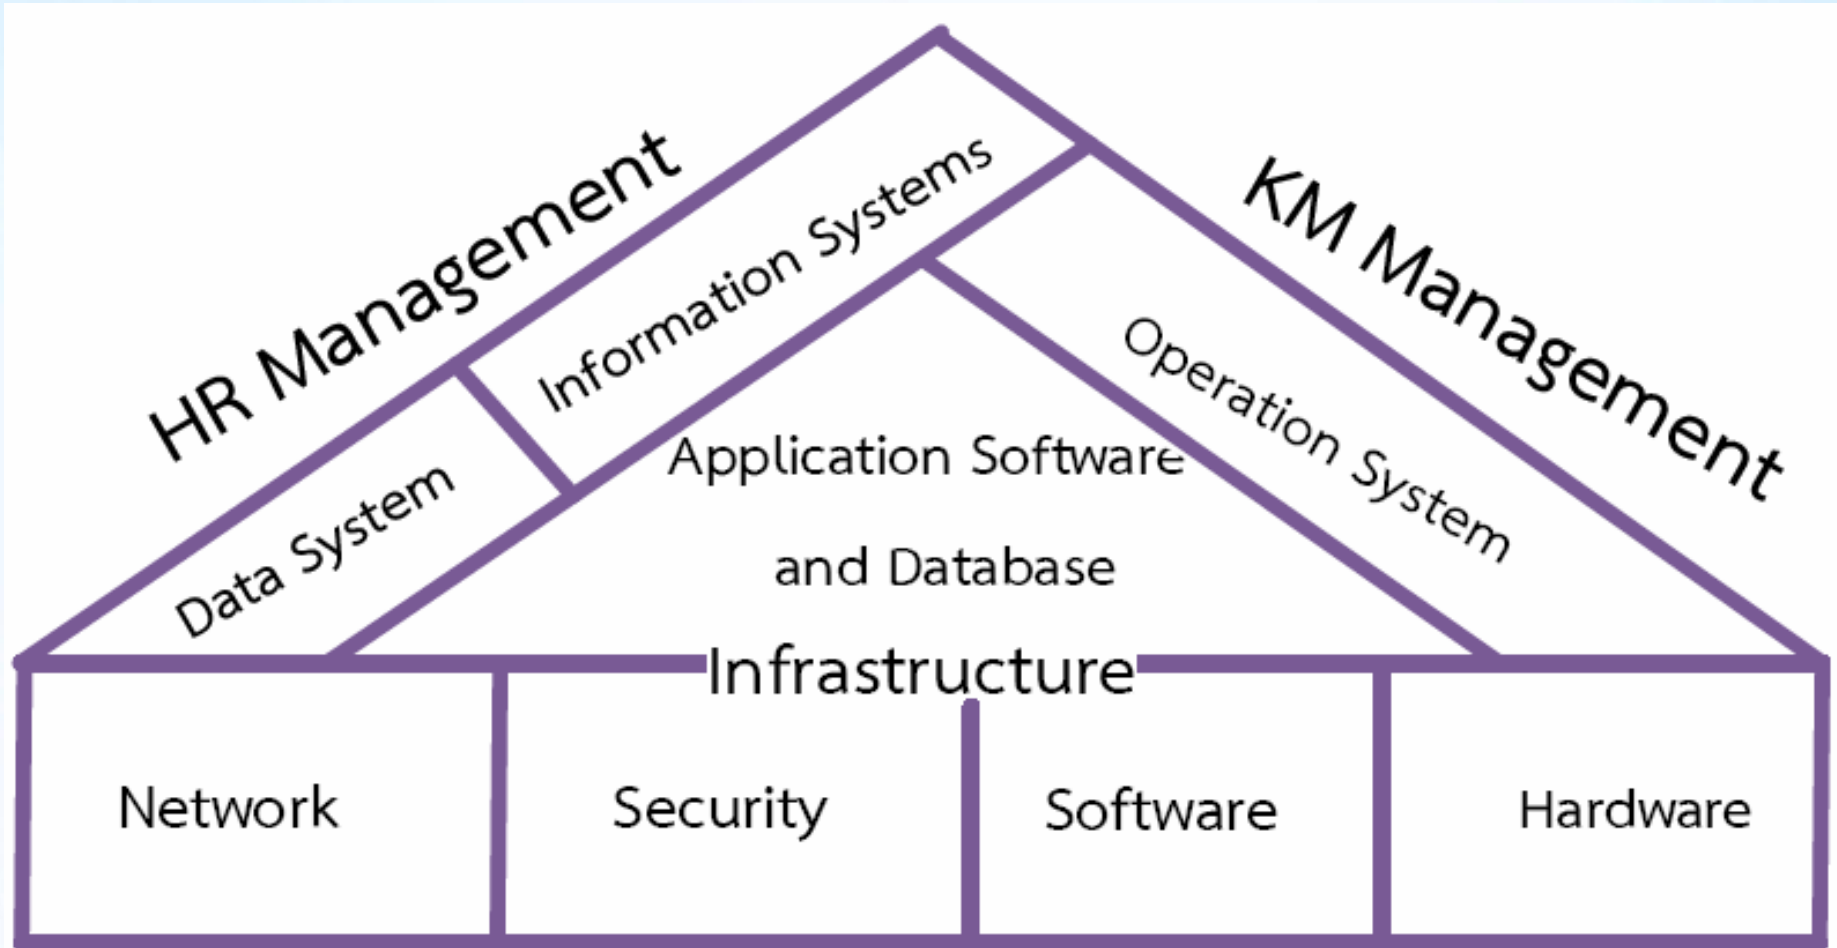 HR Management
KM Management
Information Systems
Data System
Operation System
Application Software
and Database
Infrastructure
Network
Security
Software
Hardware